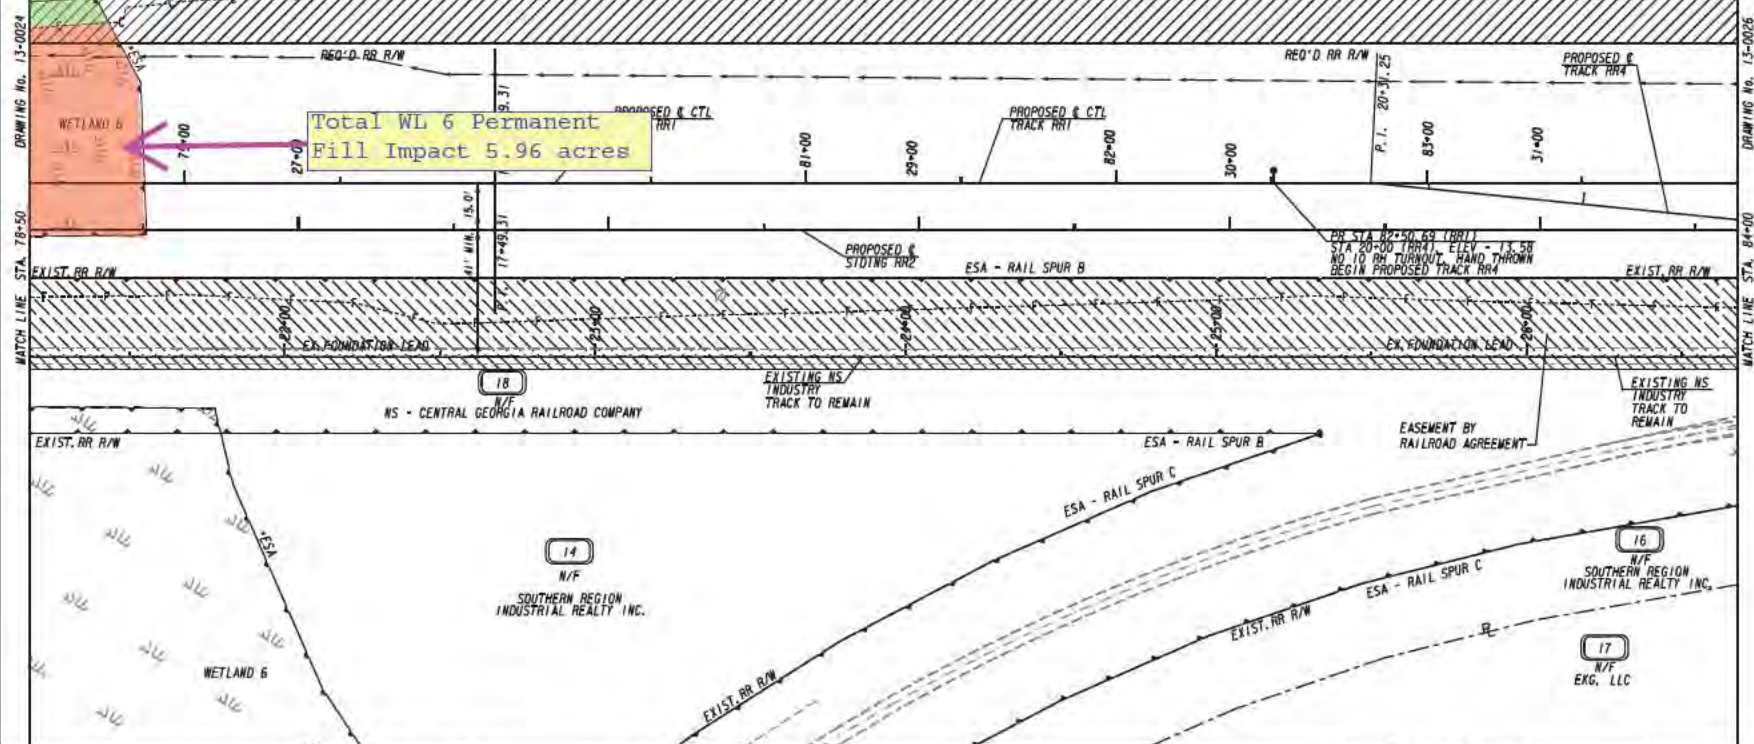 DRAWING No. 13-0024
MATCH LINE STA. 78+50
WETLAND 6
*ESA
REQ'D RR R/W
Total WL 6 Permanent
Fill Impact 5.96 acres
PROPOSED ℄ CTL
PROPOSED ℄ CTL
TRACK RR1
REQ'D RR R/W
P.I. 20+31.25
PROPOSED ℄
TRACK RR4
27+00
81+00
29+00
82+00
30+00
83+00
31+00
DRAWING No. 13-0026
MATCH LINE STA. 84+00
41' MIN.
15.0'
17+49.31
PROPOSED ℄
SIDING RR2
PR STA 82+50.69 (RR1)
STA 20+00 (RR4), ELEV - 13.58
NO 10 RH TURNOUT, HAND THROWN
BEGIN PROPOSED TRACK RR4
EXIST. RR R/W
ESA - RAIL SPUR B
EXIST. RR R/W
22+00
23+00
24+00
25+00
26+00
EX. FOUNDATION LEAD
EX. FOUNDATION LEAD
18
N/F
NS - CENTRAL GEORGIA RAILROAD COMPANY
EXISTING NS
INDUSTRY
TRACK TO REMAIN
EXISTING NS
INDUSTRY
TRACK TO
REMAIN
EASEMENT BY
RAILROAD AGREEMENT
EXIST. RR R/W
ESA - RAIL SPUR B
ESA - RAIL SPUR C
*ESA
14
N/F
SOUTHERN REGION
INDUSTRIAL REALTY INC.
16
N/F
SOUTHERN REGION
INDUSTRIAL REALTY INC.
ESA - RAIL SPUR C
EXIST. RR R/W
17
N/F
EKG, LLC
WETLAND 6
EXIST. RR R/W